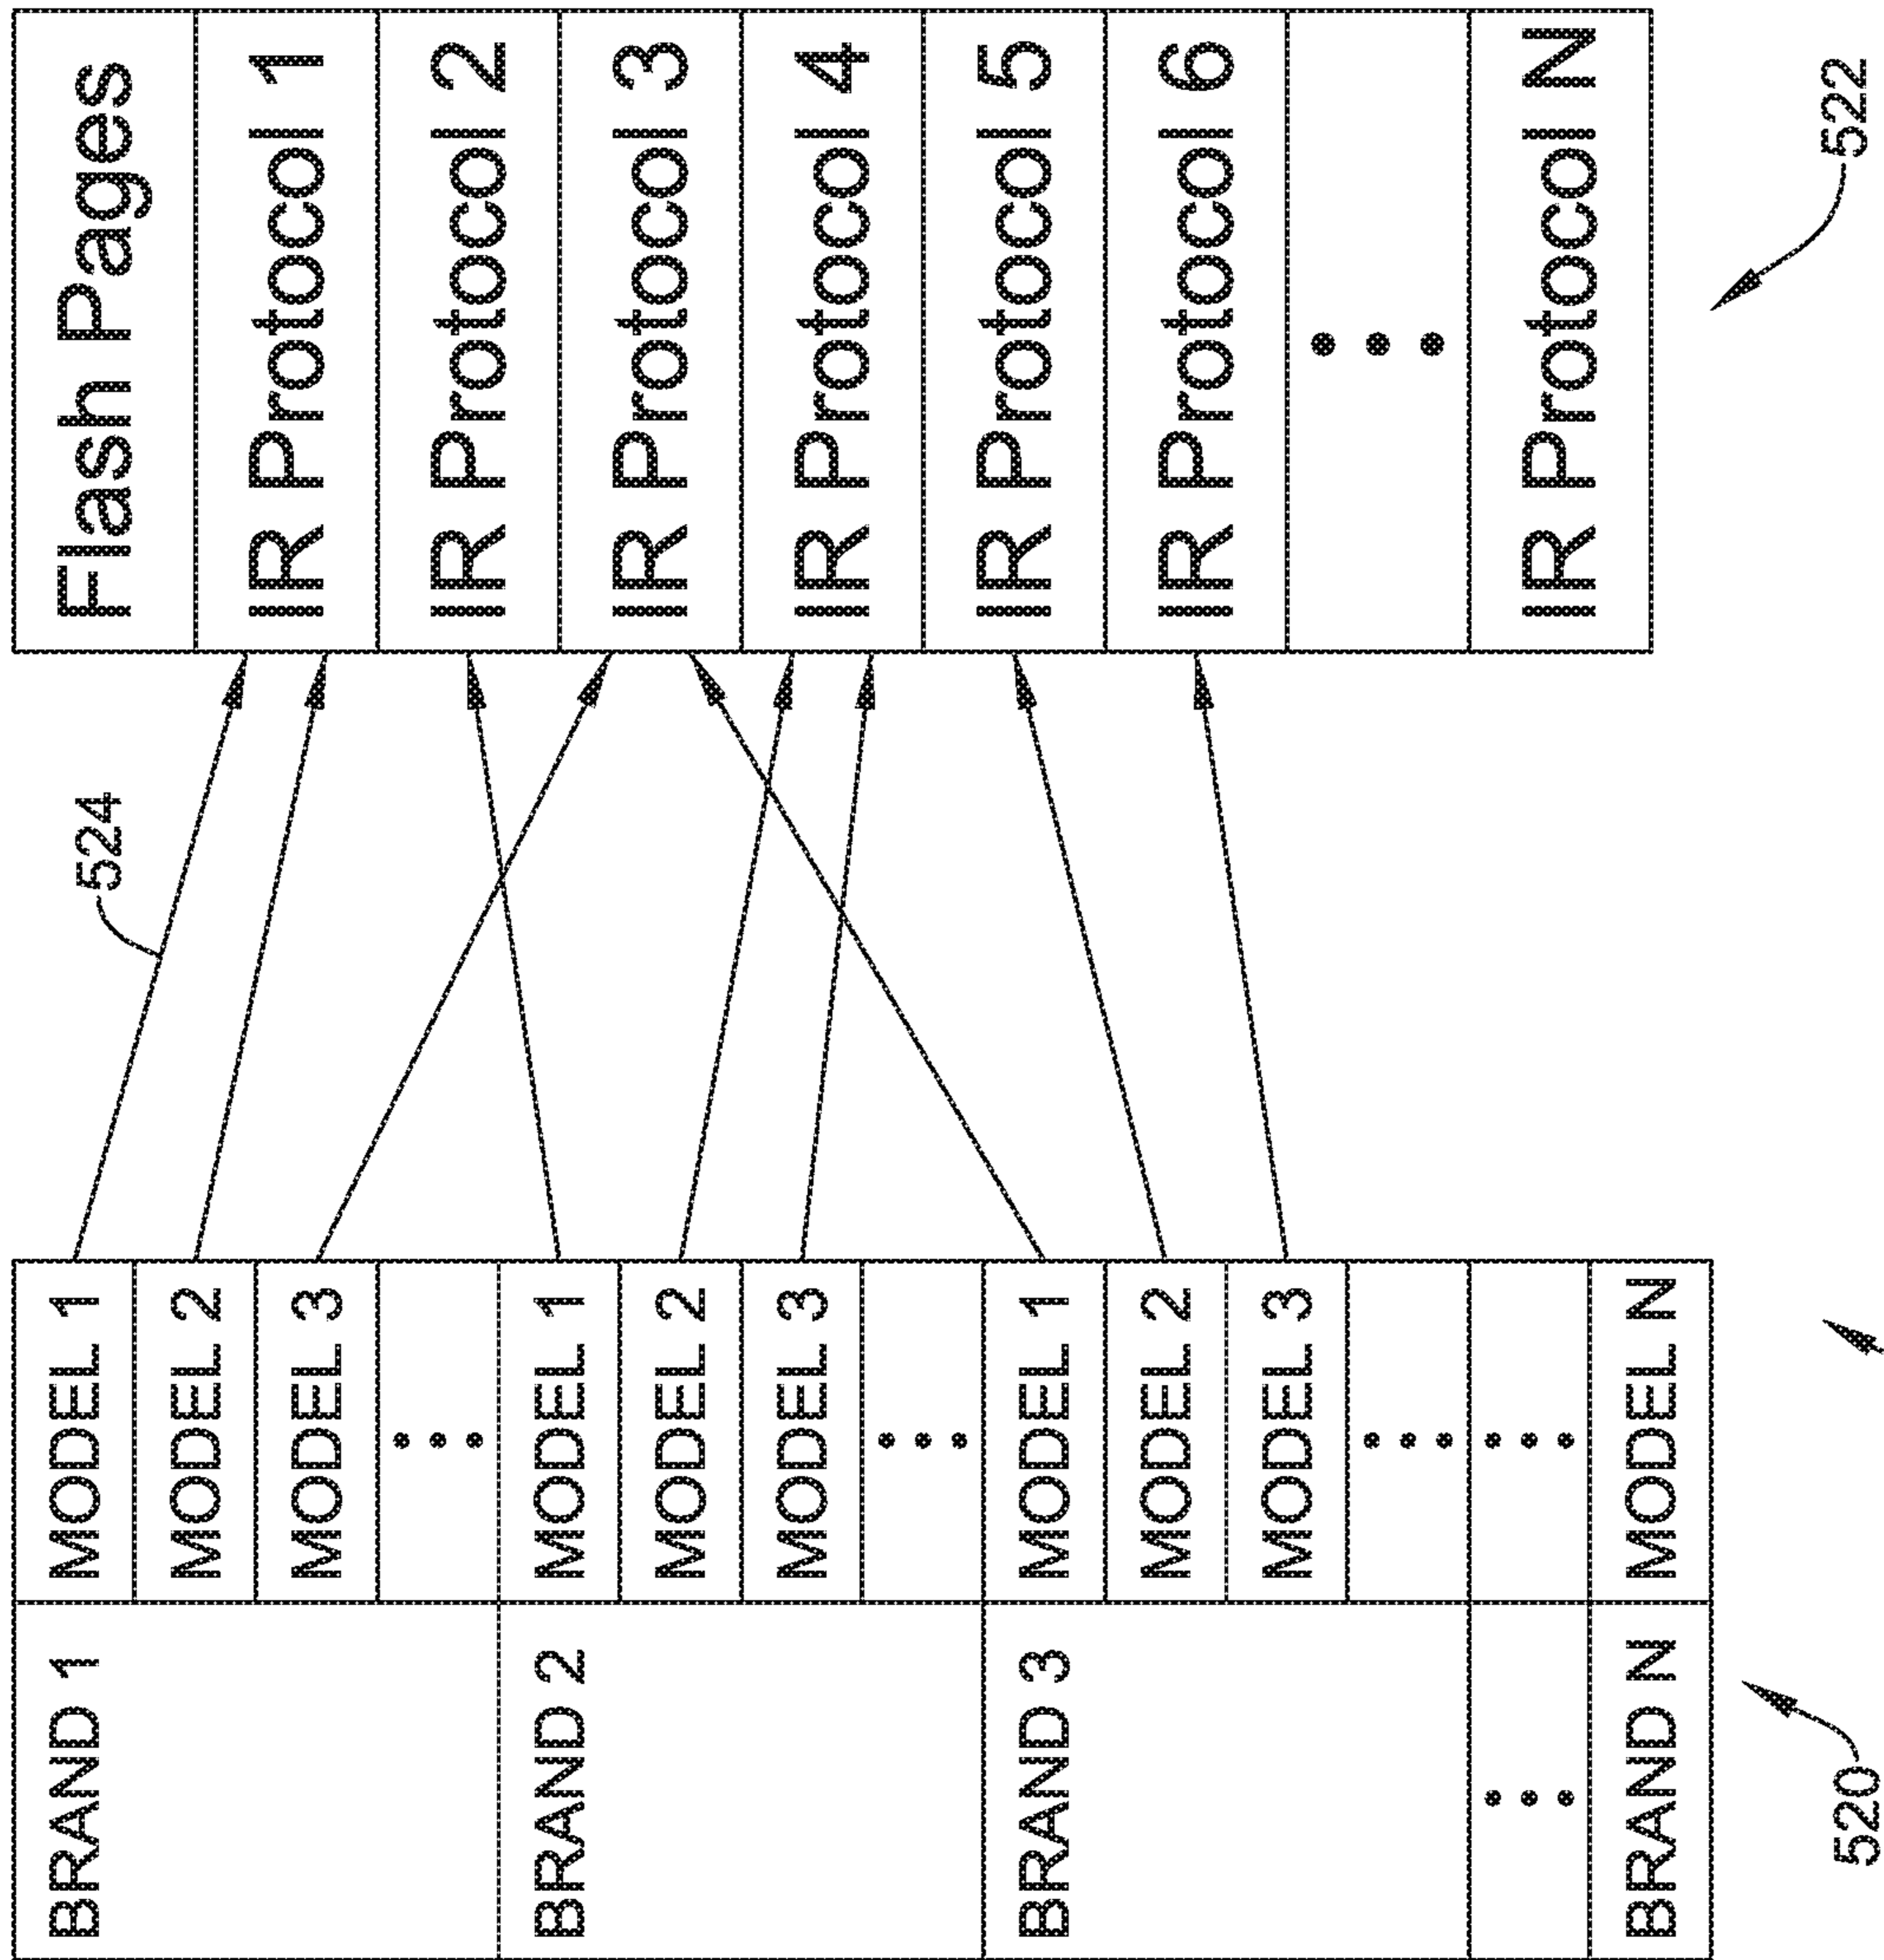 BRAND 1
MODEL 1
MODEL 2
MODEL 3
BRAND 2
MODEL 1
MODEL 2
MODEL 3
BRAND 3
MODEL 1
MODEL 2
MODEL 3
BRAND N
MODEL N
520
524
Flash Pages
IR Protocol 1
IR Protocol 2
IR Protocol 3
IR Protocol 4
IR Protocol 5
IR Protocol 6
IR Protocol N
522